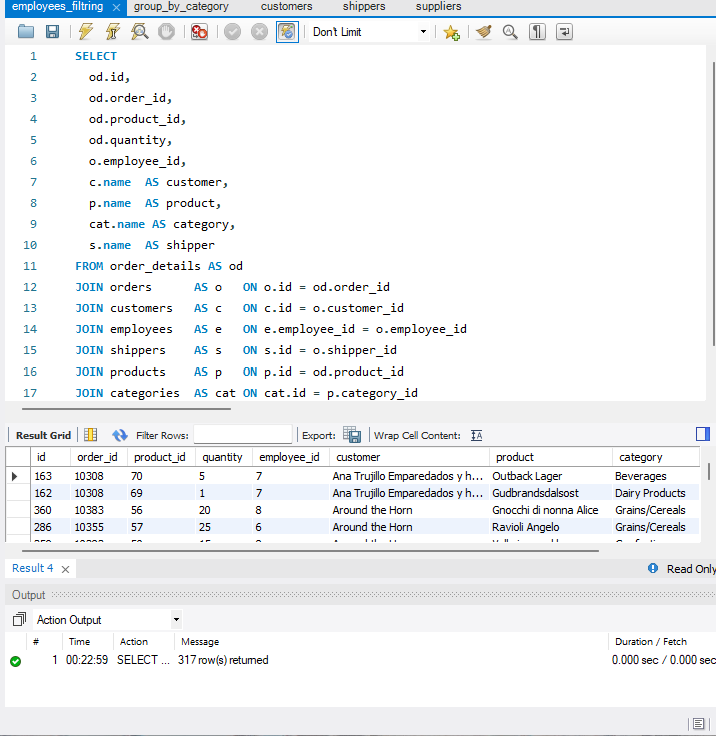 employees_filtring group_by_category customers shippers suppliers
Don't Limit
1 SELECT
2 od.id,
3 od.order_id,
4 od.product_id,
5 od.quantity,
6 o.employee_id,
7 c.name AS customer,
8 p.name AS product,
9 cat.name AS category,
10 s.name AS shipper
11 FROM order_details AS od
12 JOIN orders AS o ON o.id = od.order_id
13 JOIN customers AS c ON c.id = o.customer_id
14 JOIN employees AS e ON e.employee_id = o.employee_id
15 JOIN shippers AS s ON s.id = o.shipper_id
16 JOIN products AS p ON p.id = od.product_id
17 JOIN categories AS cat ON cat.id = p.category_id
Result Grid Filter Rows: Export: Wrap Cell Content:
id order_id product_id quantity employee_id customer product category
163 10308 70 5 7 Ana Trujillo Emparedados y h... Outback Lager Beverages
162 10308 69 1 7 Ana Trujillo Emparedados y h... Gudbrandsdalsost Dairy Products
360 10383 56 20 8 Around the Horn Gnocchi di nonna Alice Grains/Cereals
286 10355 57 25 6 Around the Horn Ravioli Angelo Grains/Cereals
Result 4 Read Only
Output
Action Output
# Time Action Message Duration / Fetch
1 00:22:59 SELECT ... 317 row(s) returned 0.000 sec / 0.000 sec